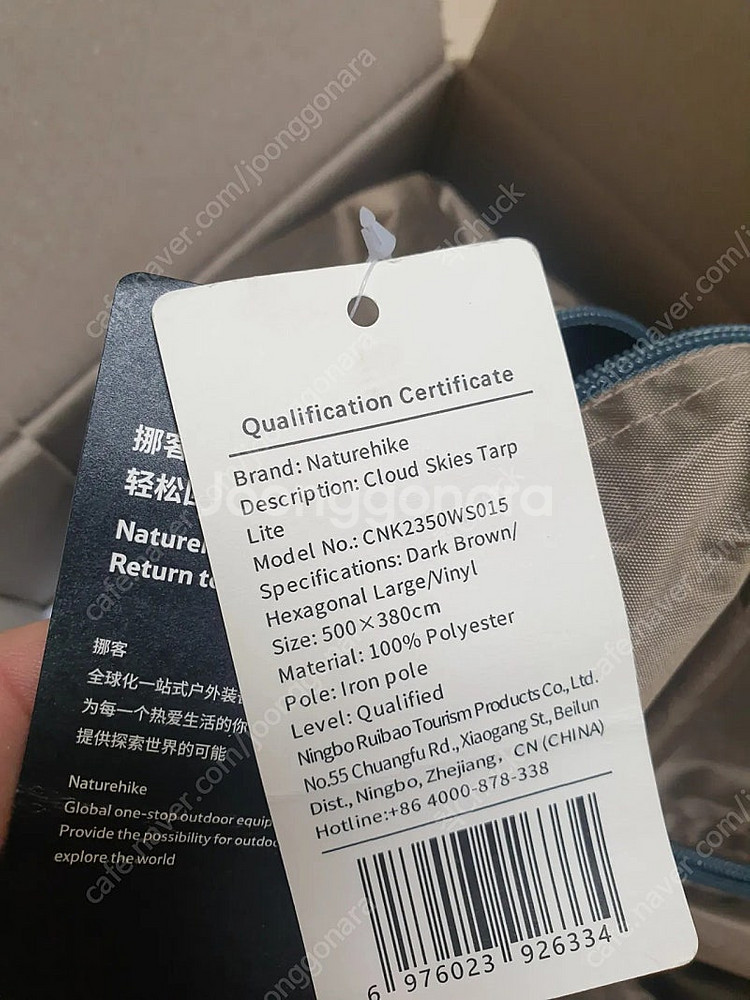 Qualification Certificate
Brand: Naturehike
Description: Cloud Skies Tarp
Lite
Model No.: CNK2350WS015
Specifications: Dark Brown/
Hexagonal Large/Vinyl
Size: 500×380cm
Material: 100% Polyester
Pole: Iron pole
Level: Qualified
Ningbo Ruibao Tourism Products Co., Ltd.
No.55 Chuangfu Rd., Xiaogang St., Beilun
Dist., Ningbo, Zhejiang, CN (CHINA)
Hotline:+86 4000-878-338
6 976023 926334
挪客
轻松
Return
挪客
全球化一站式户外装
为每一个热爱生活的你
提供探索世界的可能
Naturehike
Global one-stop outdoor
Provide the possibility for
explore the world
Joonggonara
cafe.naver.com/joonggonara